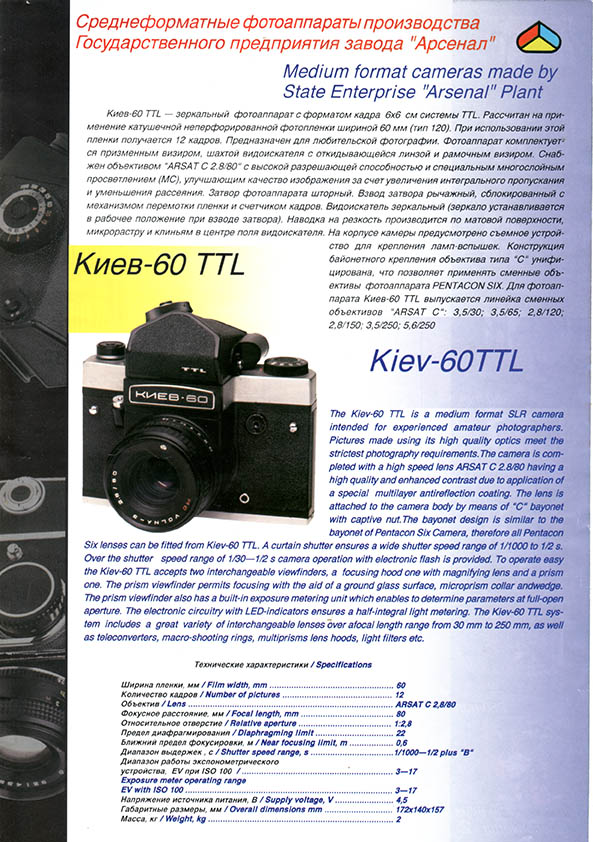 Среднеформатные фотоаппараты производства
Государственного предприятия завода "Арсенал"
Medium format cameras made by
State Enterprise "Arsenal" Plant
Киев-60 TTL — зеркальный фотоаппарат с форматом кадра 6х6 см системы TTL. Рассчитан на при-
менение катушечной неперфорированной фотопленки шириной 60 мм (тип 120). При использовании этой
пленки получается 12 кадров. Предназначен для любительской фотографии. Фотоаппарат комплектует-
ся призменным визиром, шахтой видоискателя с откидывающейся линзой и рамочным визиром. Снаб-
жен объективом "ARSAT C 2.8/80" с высокой разрешающей способностью и специальным многослойным
просветлением (МС), улучшающим качество изображения за счет увеличения интегрального пропускания
и уменьшения рассеяния. Затвор фотоаппарата шторный. Взвод затвора рычажный, сблокированный с
механизмом перемотки пленки и счетчиком кадров. Видоискатель зеркальный (зеркало устанавливается
в рабочее положение при взводе затвора). Наводка на резкость производится по матовой поверхности,
микрорастру и клиньям в центре поля видоискателя. На корпусе камеры предусмотрено съемное устрой-
ство для крепления ламп-вспышек. Конструкция
байонетного крепления объектива типа "С" унифи-
цирована, что позволяет применять сменные объ-
ективы фотоаппарата PENTACON SIX. Для фотоап-
парата Киев-60 TTL выпускается линейка сменных
объективов "ARSAT C": 3,5/30; 3,5/65; 2,8/120;
2,8/150; 3,5/250; 5,6/250
Киев-60 TTL
Kiev-60TTL
TTL
КИЕВ-60
MC VOLNA-3
The Kiev-60 TTL is a medium format SLR camera
intended for experienced amateur photographers.
Pictures made using its high quality optics meet the
strictest photography requirements.The camera is com-
pleted with a high speed lens ARSAT C 2.8/80 having a
high quality and enhanced contrast due to application of
a special multilayer antireflection coating. The lens is
attached to the camera body by means of "C" bayonet
with captive nut.The bayonet design is similar to the
bayonet of Pentacon Six Camera, therefore all Pentacon
Six lenses can be fitted from Kiev-60 TTL. A curtain shutter ensures a wide shutter speed range of 1/1000 to 1/2 s.
Over the shutter speed range of 1/30—1/2 s camera operation with electronic flash is provided. To operate easy
the Kiev-60 TTL accepts two interchangeable viewfinders, a focusing hood one with magnifying lens and a prism
one. The prism viewfinder permits focusing with the aid of a ground glass surface, microprism collar andwedge.
The prism viewfinder also has a built-in exposure metering unit which enables to determine parameters at full-open
aperture. The electronic circuitry with LED-indicators ensures a half-integral light metering. The Kiev-60 TTL sys-
tem includes a great variety of interchangeable lenses over afocal length range from 30 mm to 250 mm, as well
as teleconverters, macro-shooting rings, multiprisms lens hoods, light filters etc.
Технические характеристики / Specifications
Ширина пленки, мм / Film width, mm ........ 60
Количество кадров / Number of pictures ........ 12
Объектив / Lens ........ ARSAT C 2,8/80
Фокусное расстояние, мм / Focal length, mm ........ 80
Относительное отверстие / Relative aperture ........ 1:2,8
Предел диафрагмирования / Diaphragming limit ........ 22
Ближний предел фокусировки, м / Near focusing limit, m ........ 0,6
Диапазон выдержек , с / Shutter speed range, s ........ 1/1000—1/2 plus "B"
Диапазон работы экспонометрического
устройства, EV при ISO 100 / ........ 3—17
Exposure meter operating range
EV with ISO 100 ........ 3—17
Напряжение источника питания, В / Supply voltage, V ........ 4,5
Габаритные размеры, мм / Overall dimensions mm ........ 172x140x157
Масса, кг / Weight, kg ........ 2